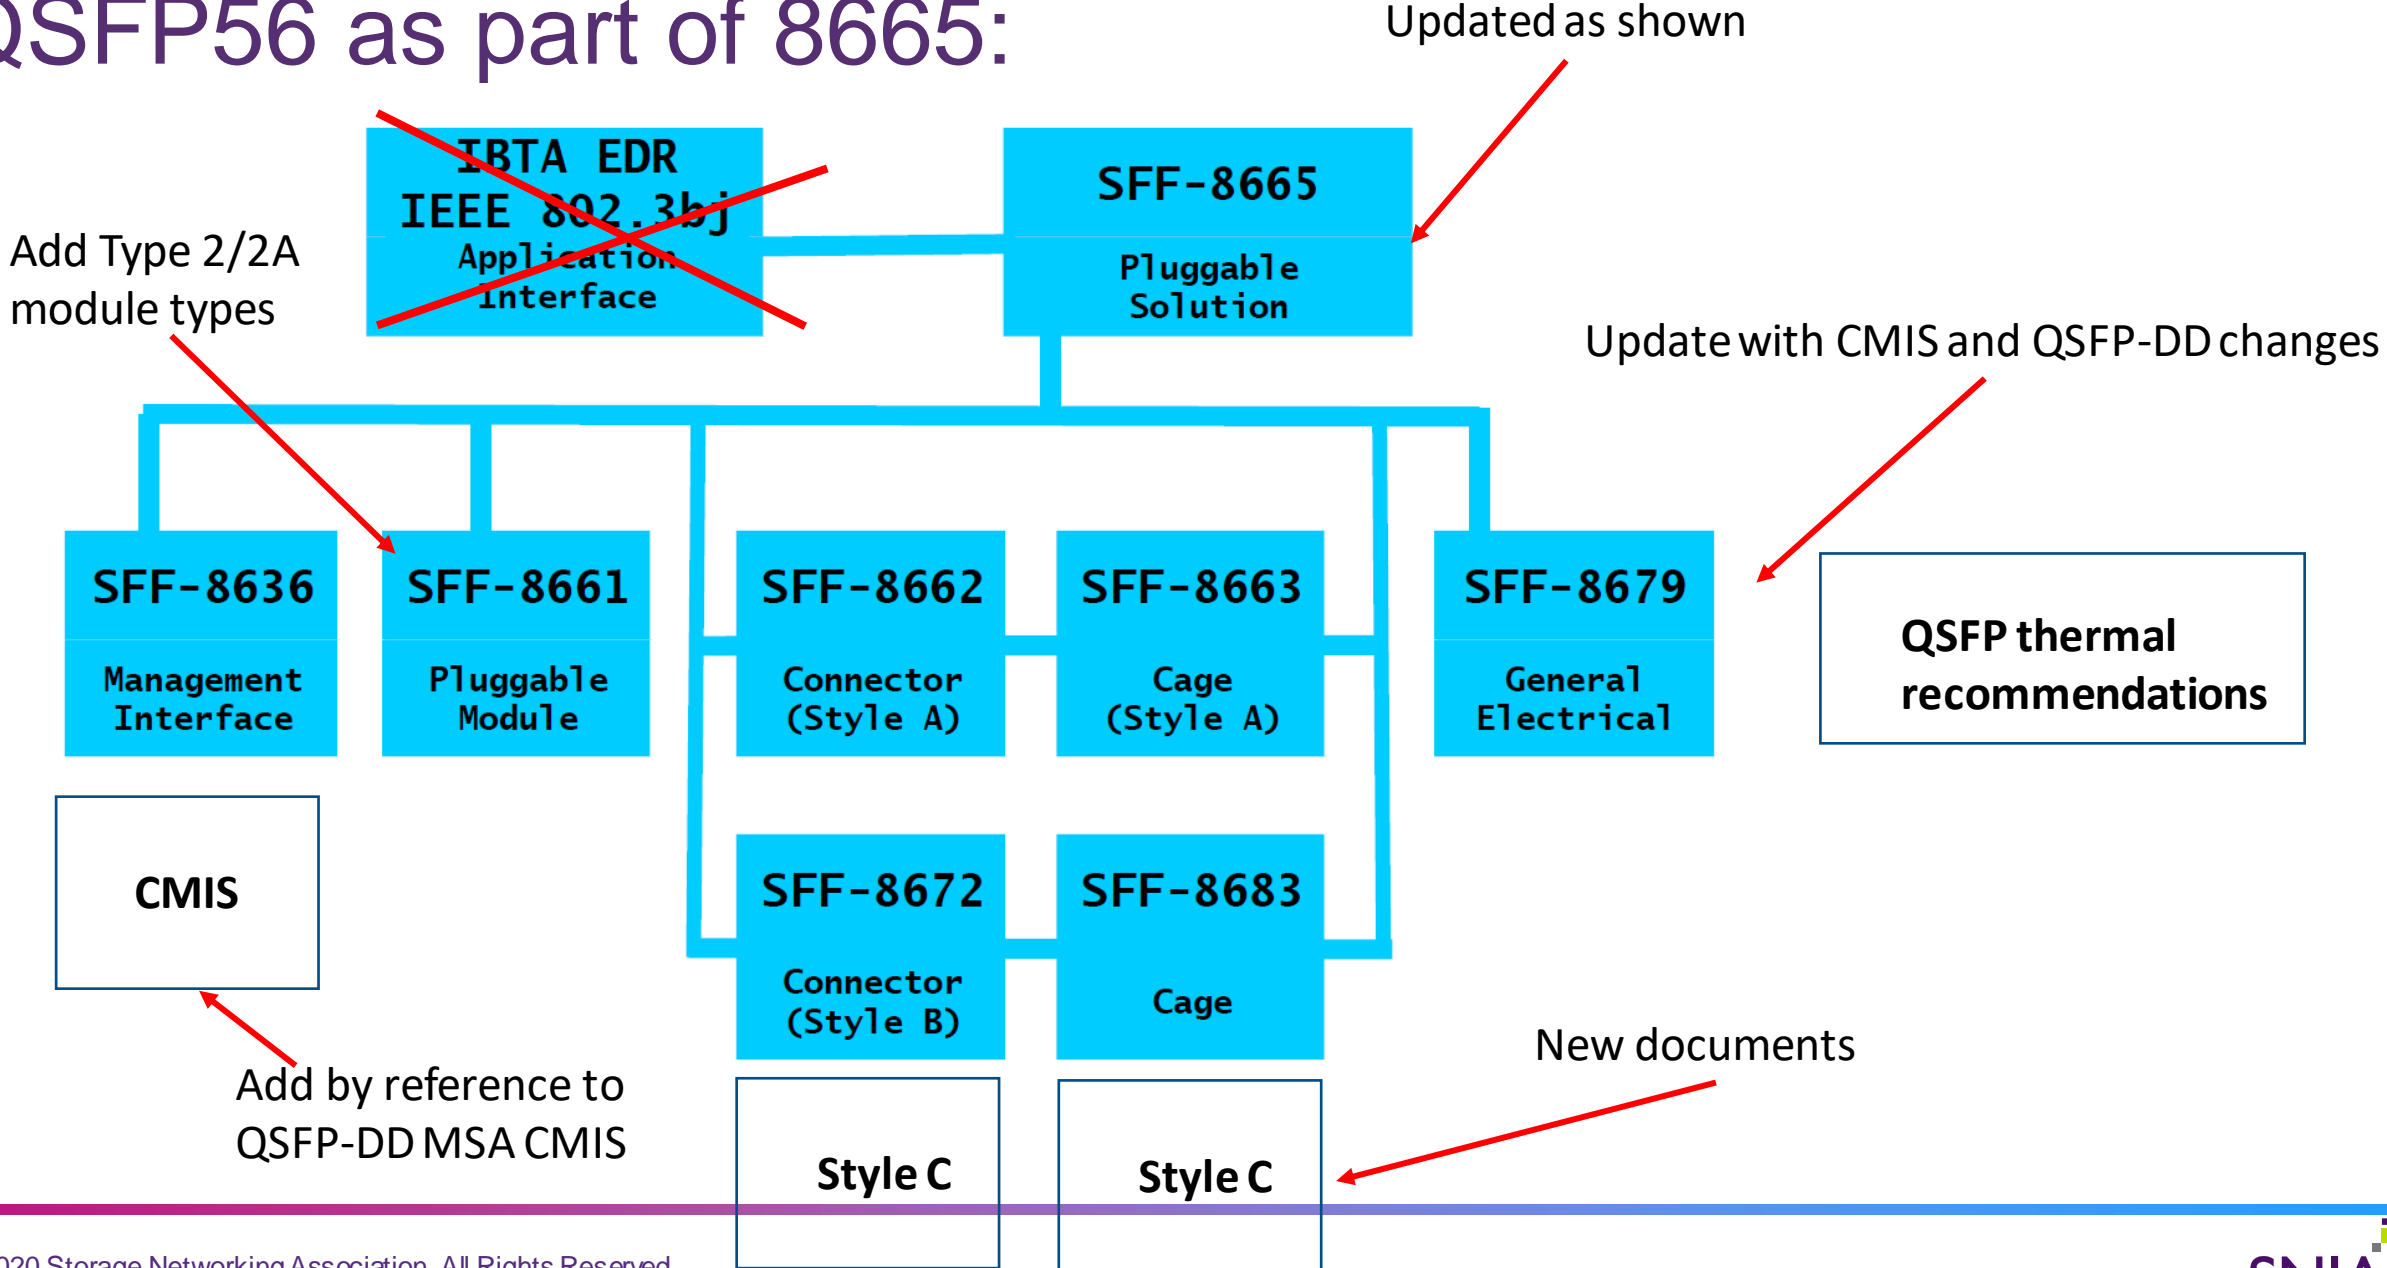 QSFP56 as part of 8665:
Updated as shown
IBTA EDR
IEEE 802.3bj
Application
Interface
SFF-8665
Pluggable
Solution
Add Type 2/2A
module types
Update with CMIS and QSFP-DD changes
SFF-8636
Management
Interface
SFF-8661
Pluggable
Module
SFF-8662
Connector
(Style A)
SFF-8663
Cage
(Style A)
SFF-8679
General
Electrical
QSFP thermal
recommendations
CMIS
SFF-8672
Connector
(Style B)
SFF-8683
Cage
Add by reference to
QSFP-DD MSA CMIS
New documents
Style C
Style C
020 Storage Networking Association. All Rights Reserved
SNIA